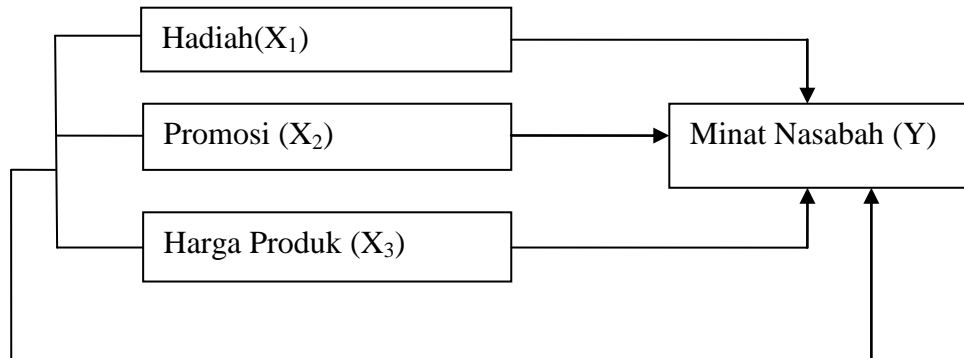 Hadiah(X₁)
Promosi (X₂)
Minat Nasabah (Y)
Harga Produk (X₃)